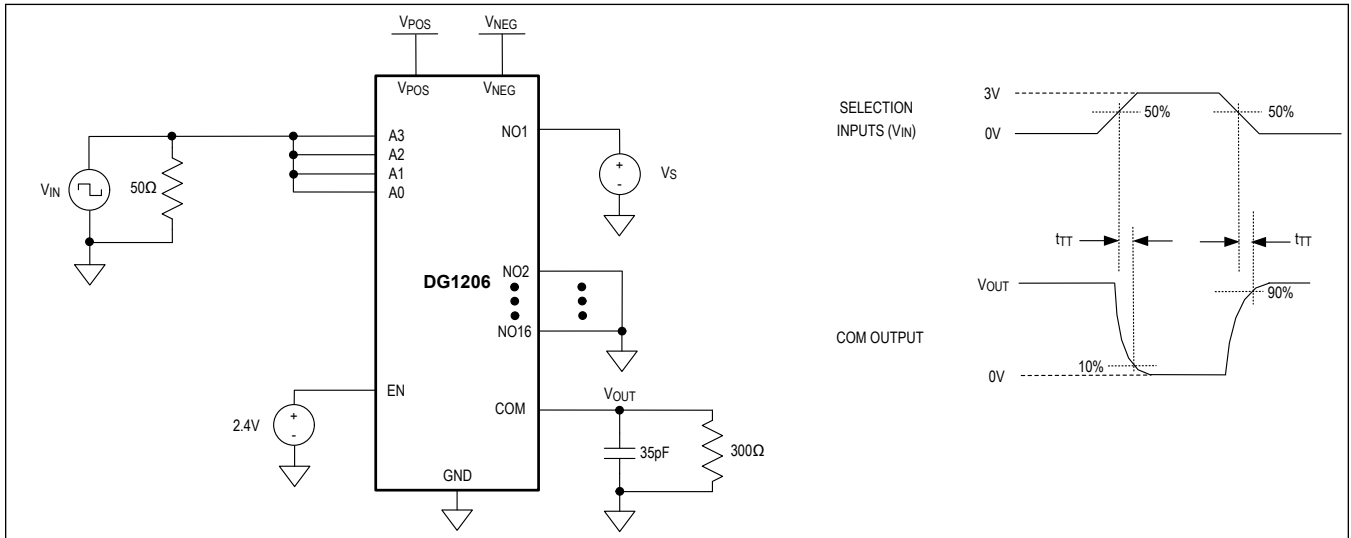 VPOS
VNEG
VPOS
VNEG
A3
A2
A1
A0
NO1
VIN
50Ω
VS
DG1206
NO2
NO16
EN
COM
VOUT
2.4V
35pF
300Ω
GND
SELECTION
INPUTS (VIN)
3V
0V
50%
50%
tTT
tTT
VOUT
90%
COM OUTPUT
10%
0V